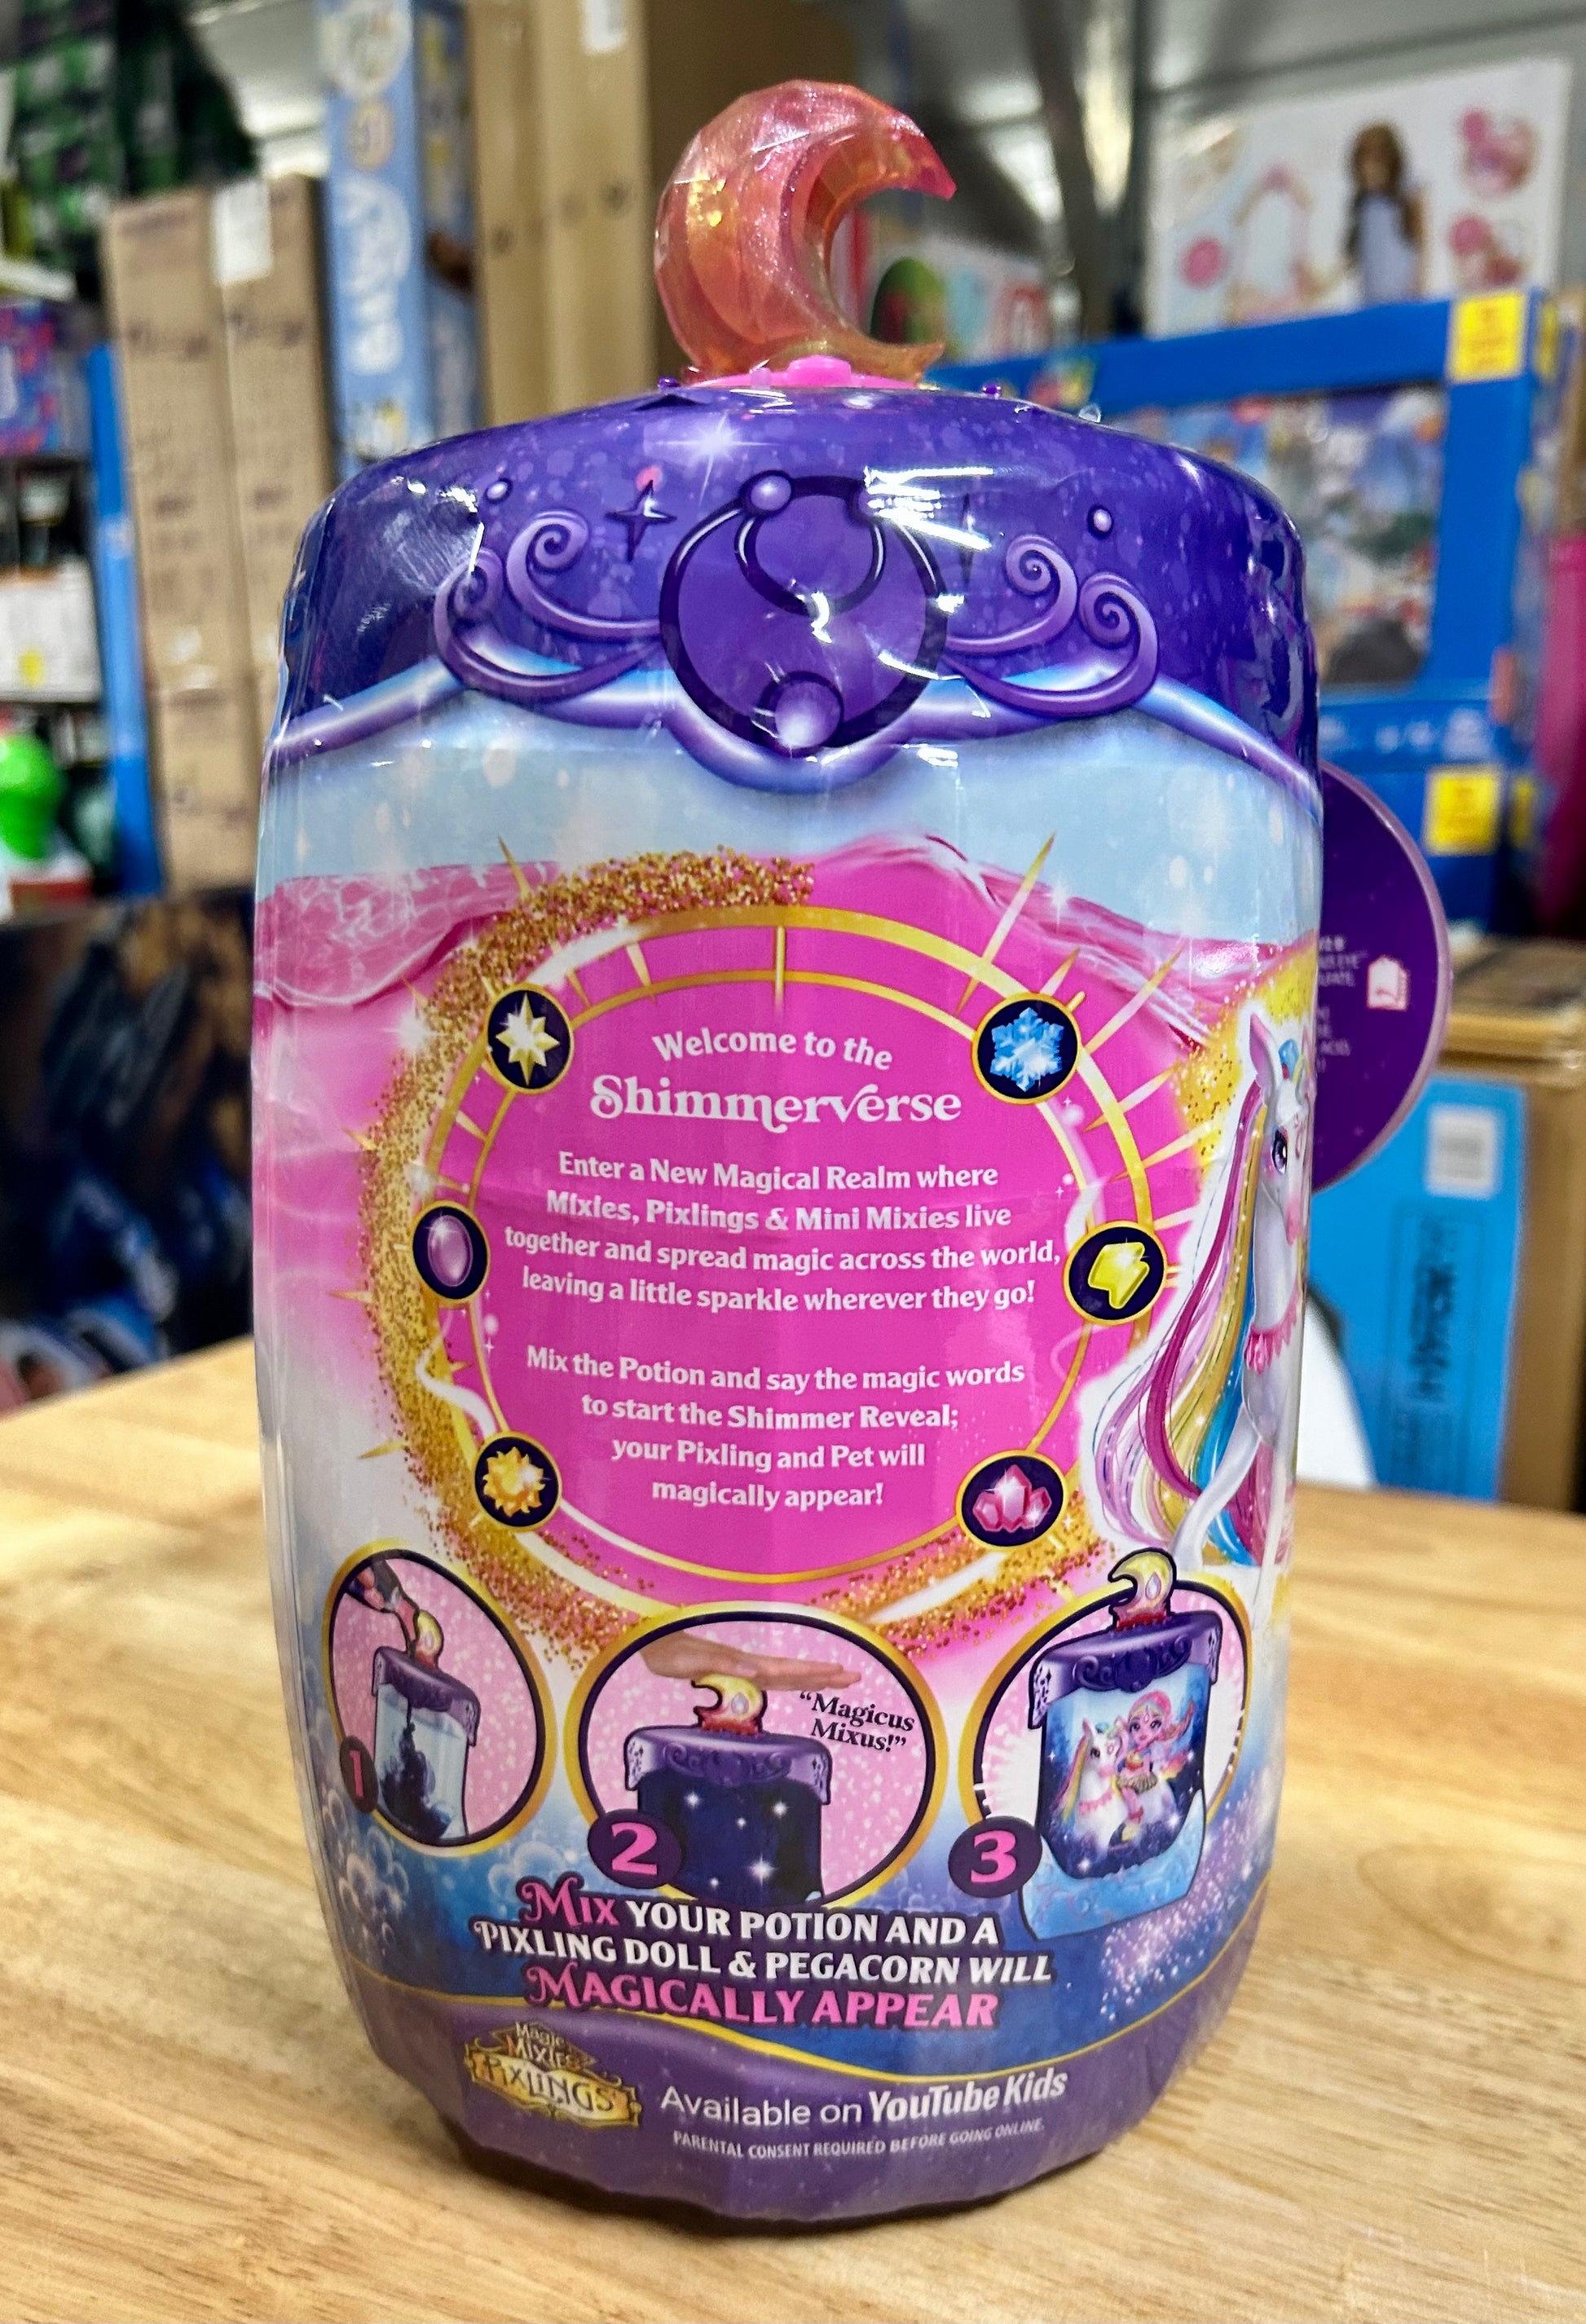 Welcome to the
Shimmerverse
Enter a New Magical Realm where
Mixies, Pixlings & Mini Mixies live
together and spread magic across the world,
leaving a little sparkle wherever they go!
Mix the Potion and say the magic words
to start the Shimmer Reveal;
your Pixling and Pet will
magically appear!
1
"Magicus
Mixus!"
2
3
MIX YOUR POTION AND A
PIXLING DOLL & PEGACORN WILL
MAGICALLY APPEAR
Magic
MIXIES
PIXLINGS
Available on YouTube Kids
PARENTAL CONSENT REQUIRED BEFORE GOING ONLINE.